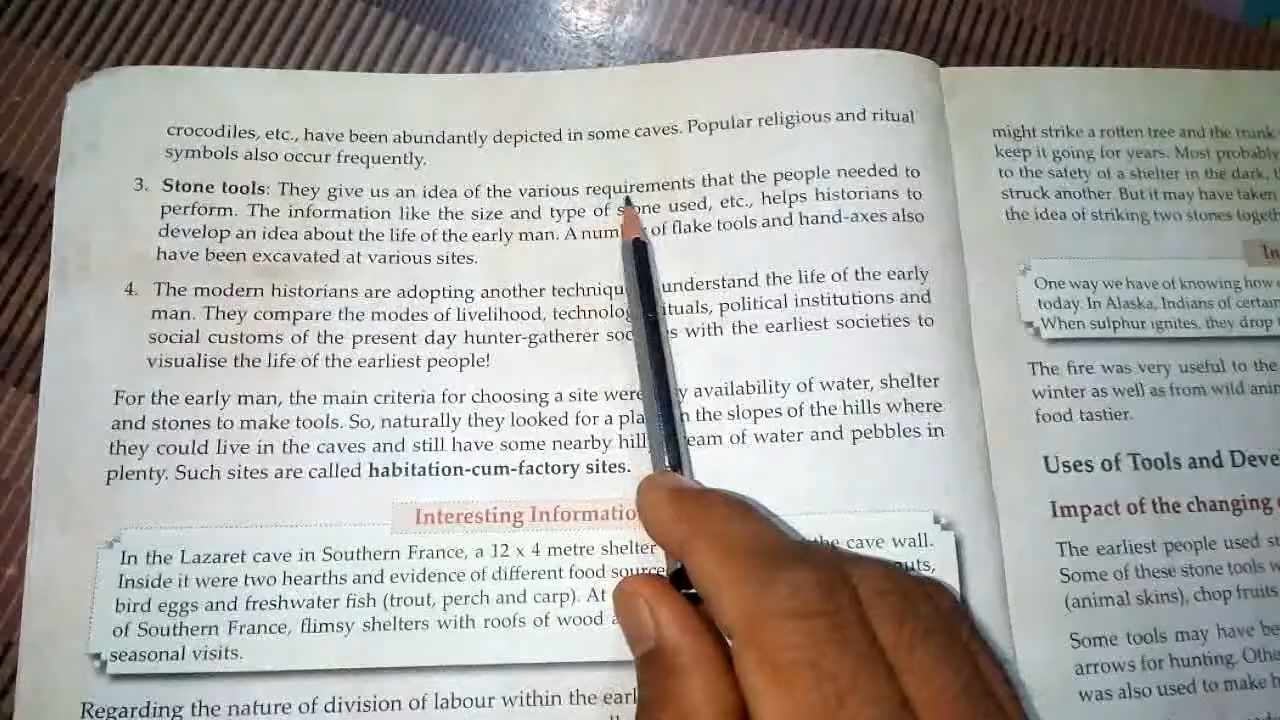 crocodiles, etc., have been abundantly depicted in some caves. Popular religious and ritual
symbols also occur frequently.
3. Stone tools: They give us an idea of the various requirements that the people needed to
perform. The information like the size and type of stone used, etc., helps historians to
develop an idea about the life of the early man. A number of flake tools and hand-axes also
have been excavated at various sites.
4. The modern historians are adopting another technique understand the life of the early
man. They compare the modes of livelihood, technology rituals, political institutions and
social customs of the present day hunter-gatherer societies with the earliest societies to
visualise the life of the earliest people!
For the early man, the main criteria for choosing a site were availability of water, shelter
and stones to make tools. So, naturally they looked for a place on the slopes of the hills where
they could live in the caves and still have some nearby hill stream of water and pebbles in
plenty. Such sites are called habitation-cum-factory sites.
Interesting Information
In the Lazaret cave in Southern France, a 12 x 4 metre shelter the cave wall.
Inside it were two hearths and evidence of different food
bird eggs and freshwater fish (trout, perch and carp). At
of Southern France, flimsy shelters with roofs of wood
seasonal visits.
Regarding the nature of division of labour within the
might strike a rotten tree and the trunk
keep it going for years. Most probably
to the safety of a shelter in the dark,
struck another. But it may have taken
the idea of striking two stones
One way we have of knowing how
today. In Alaska, Indians of
When sulphur ignites, they drop
The fire was very useful to the
winter as well as from wild
food tastier.
Uses of Tools and
Impact of the changing
The earliest people used
Some of these stone tools
(animal skins), chop fruits
Some tools may have
arrows for hunting.
was also used to make